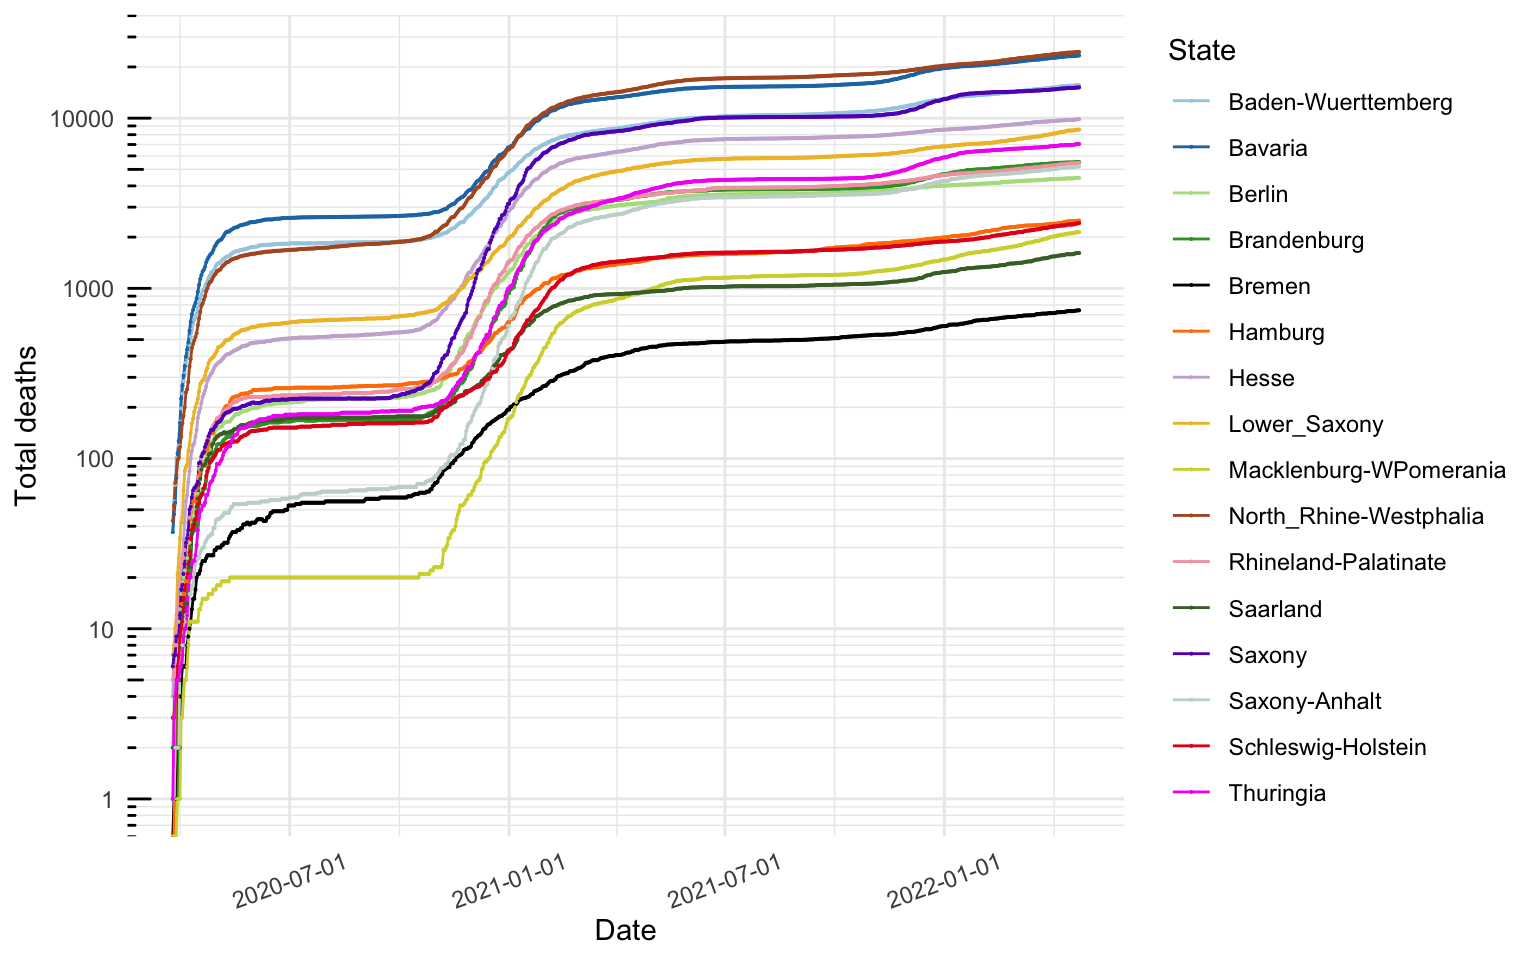 Total deaths
10000
1000
100
10
1
2020-07-01
2021-01-01
2021-07-01
2022-01-01
Date
State
Baden-Wuerttemberg
Bavaria
Berlin
Brandenburg
Bremen
Hamburg
Hesse
Lower_Saxony
Macklenburg-WPomerania
North_Rhine-Westphalia
Rhineland-Palatinate
Saarland
Saxony
Saxony-Anhalt
Schleswig-Holstein
Thuringia